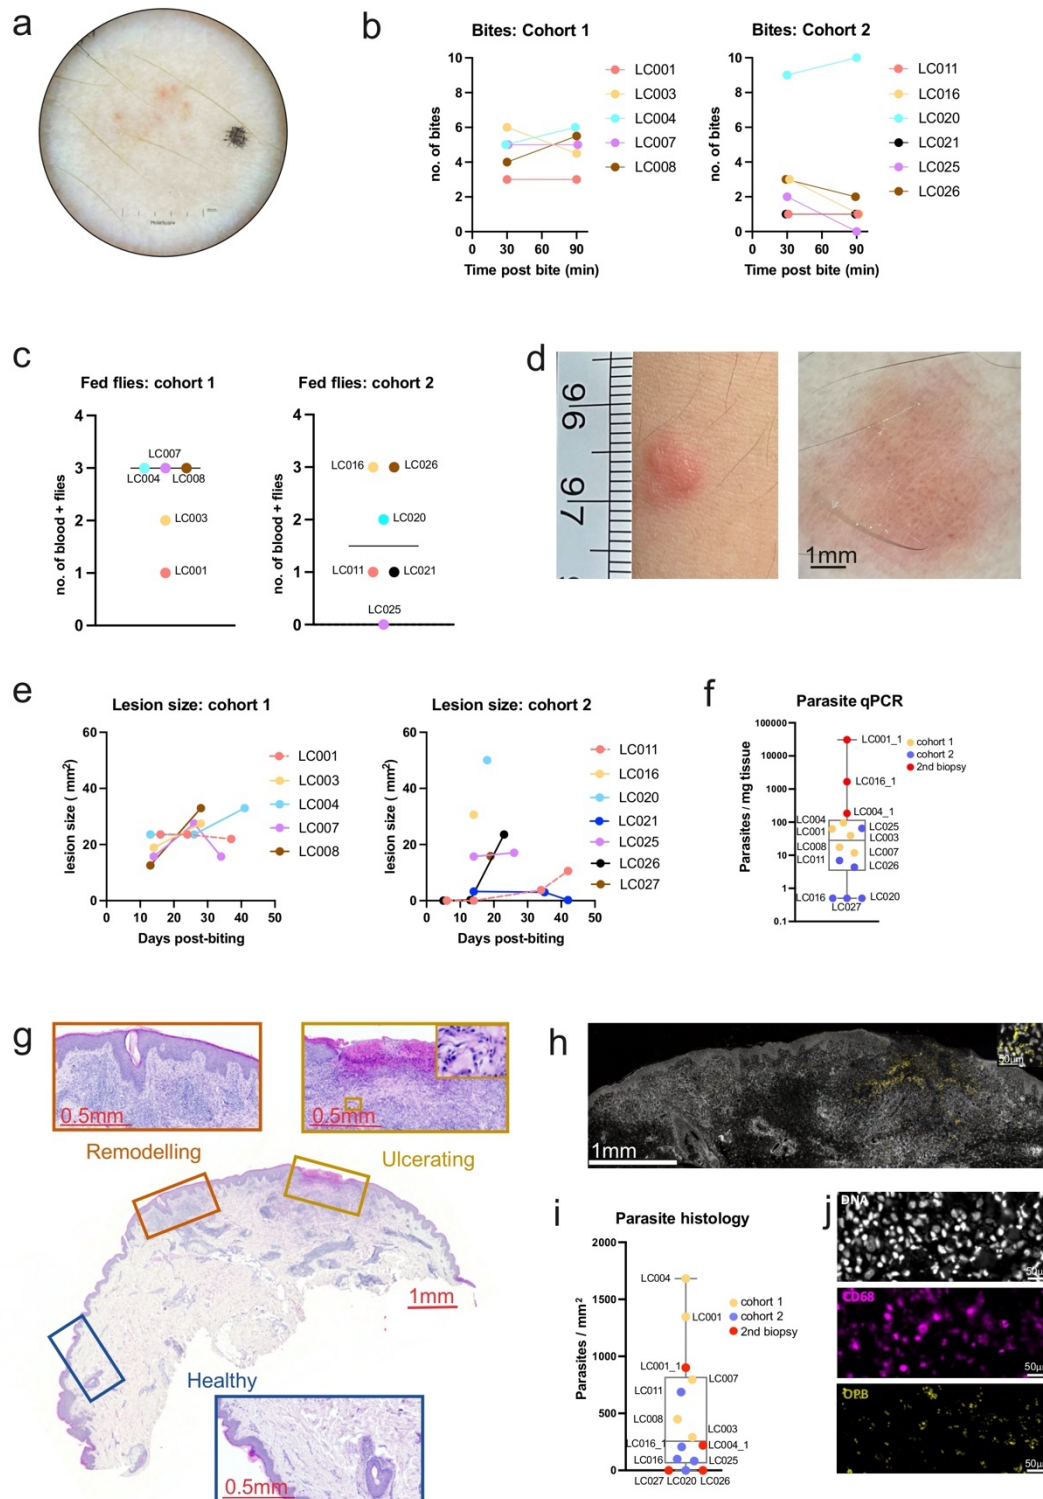 a
MoleScope
b
Bites: Cohort 1
no. of bites
10
8
6
4
2
0
0 30 60 90
Time post bite (min)
LC001
LC003
LC004
LC007
LC008
Bites: Cohort 2
no. of bites
10
8
6
4
2
0
0 30 60 90
Time post bite (min)
LC011
LC016
LC020
LC021
LC025
LC026
c
Fed flies: cohort 1
no. of blood + flies
4
3
2
1
0
LC007
LC004 LC008
LC003
LC001
Fed flies: cohort 2
no. of blood + flies
4
3
2
1
0
LC016 LC026
LC020
LC011 LC021
LC025
d
96
97
1mm
e
Lesion size: cohort 1
lesion size ( mm²)
60
40
20
0
0 10 20 30 40 50
Days post-biting
LC001
LC003
LC004
LC007
LC008
Lesion size: cohort 2
lesion size ( mm²)
60
40
20
0
0 10 20 30 40 50
Days post-biting
LC011
LC016
LC020
LC021
LC025
LC026
LC027
f
Parasite qPCR
Parasites / mg tissue
100000
10000
1000
100
10
1
0.1
LC001_1
LC016_1
LC004_1
LC004
LC025
LC001
LC003
LC008
LC007
LC011
LC026
LC016 LC020
LC027
cohort 1
cohort 2
2nd biopsy
g
0.5mm
Remodelling
0.5mm
Ulcerating
1mm
Healthy
0.5mm
h
50µm
1mm
i
Parasite histology
Parasites / mm²
2000
1500
1000
500
0
LC004
LC001
LC001_1
LC007
LC011
LC008
LC003
LC016_1 LC004_1
LC016 LC025
LC027 LC020 LC026
cohort 1
cohort 2
2nd biopsy
j
DNA
50µ
CD68
50µ
OPB
50µ